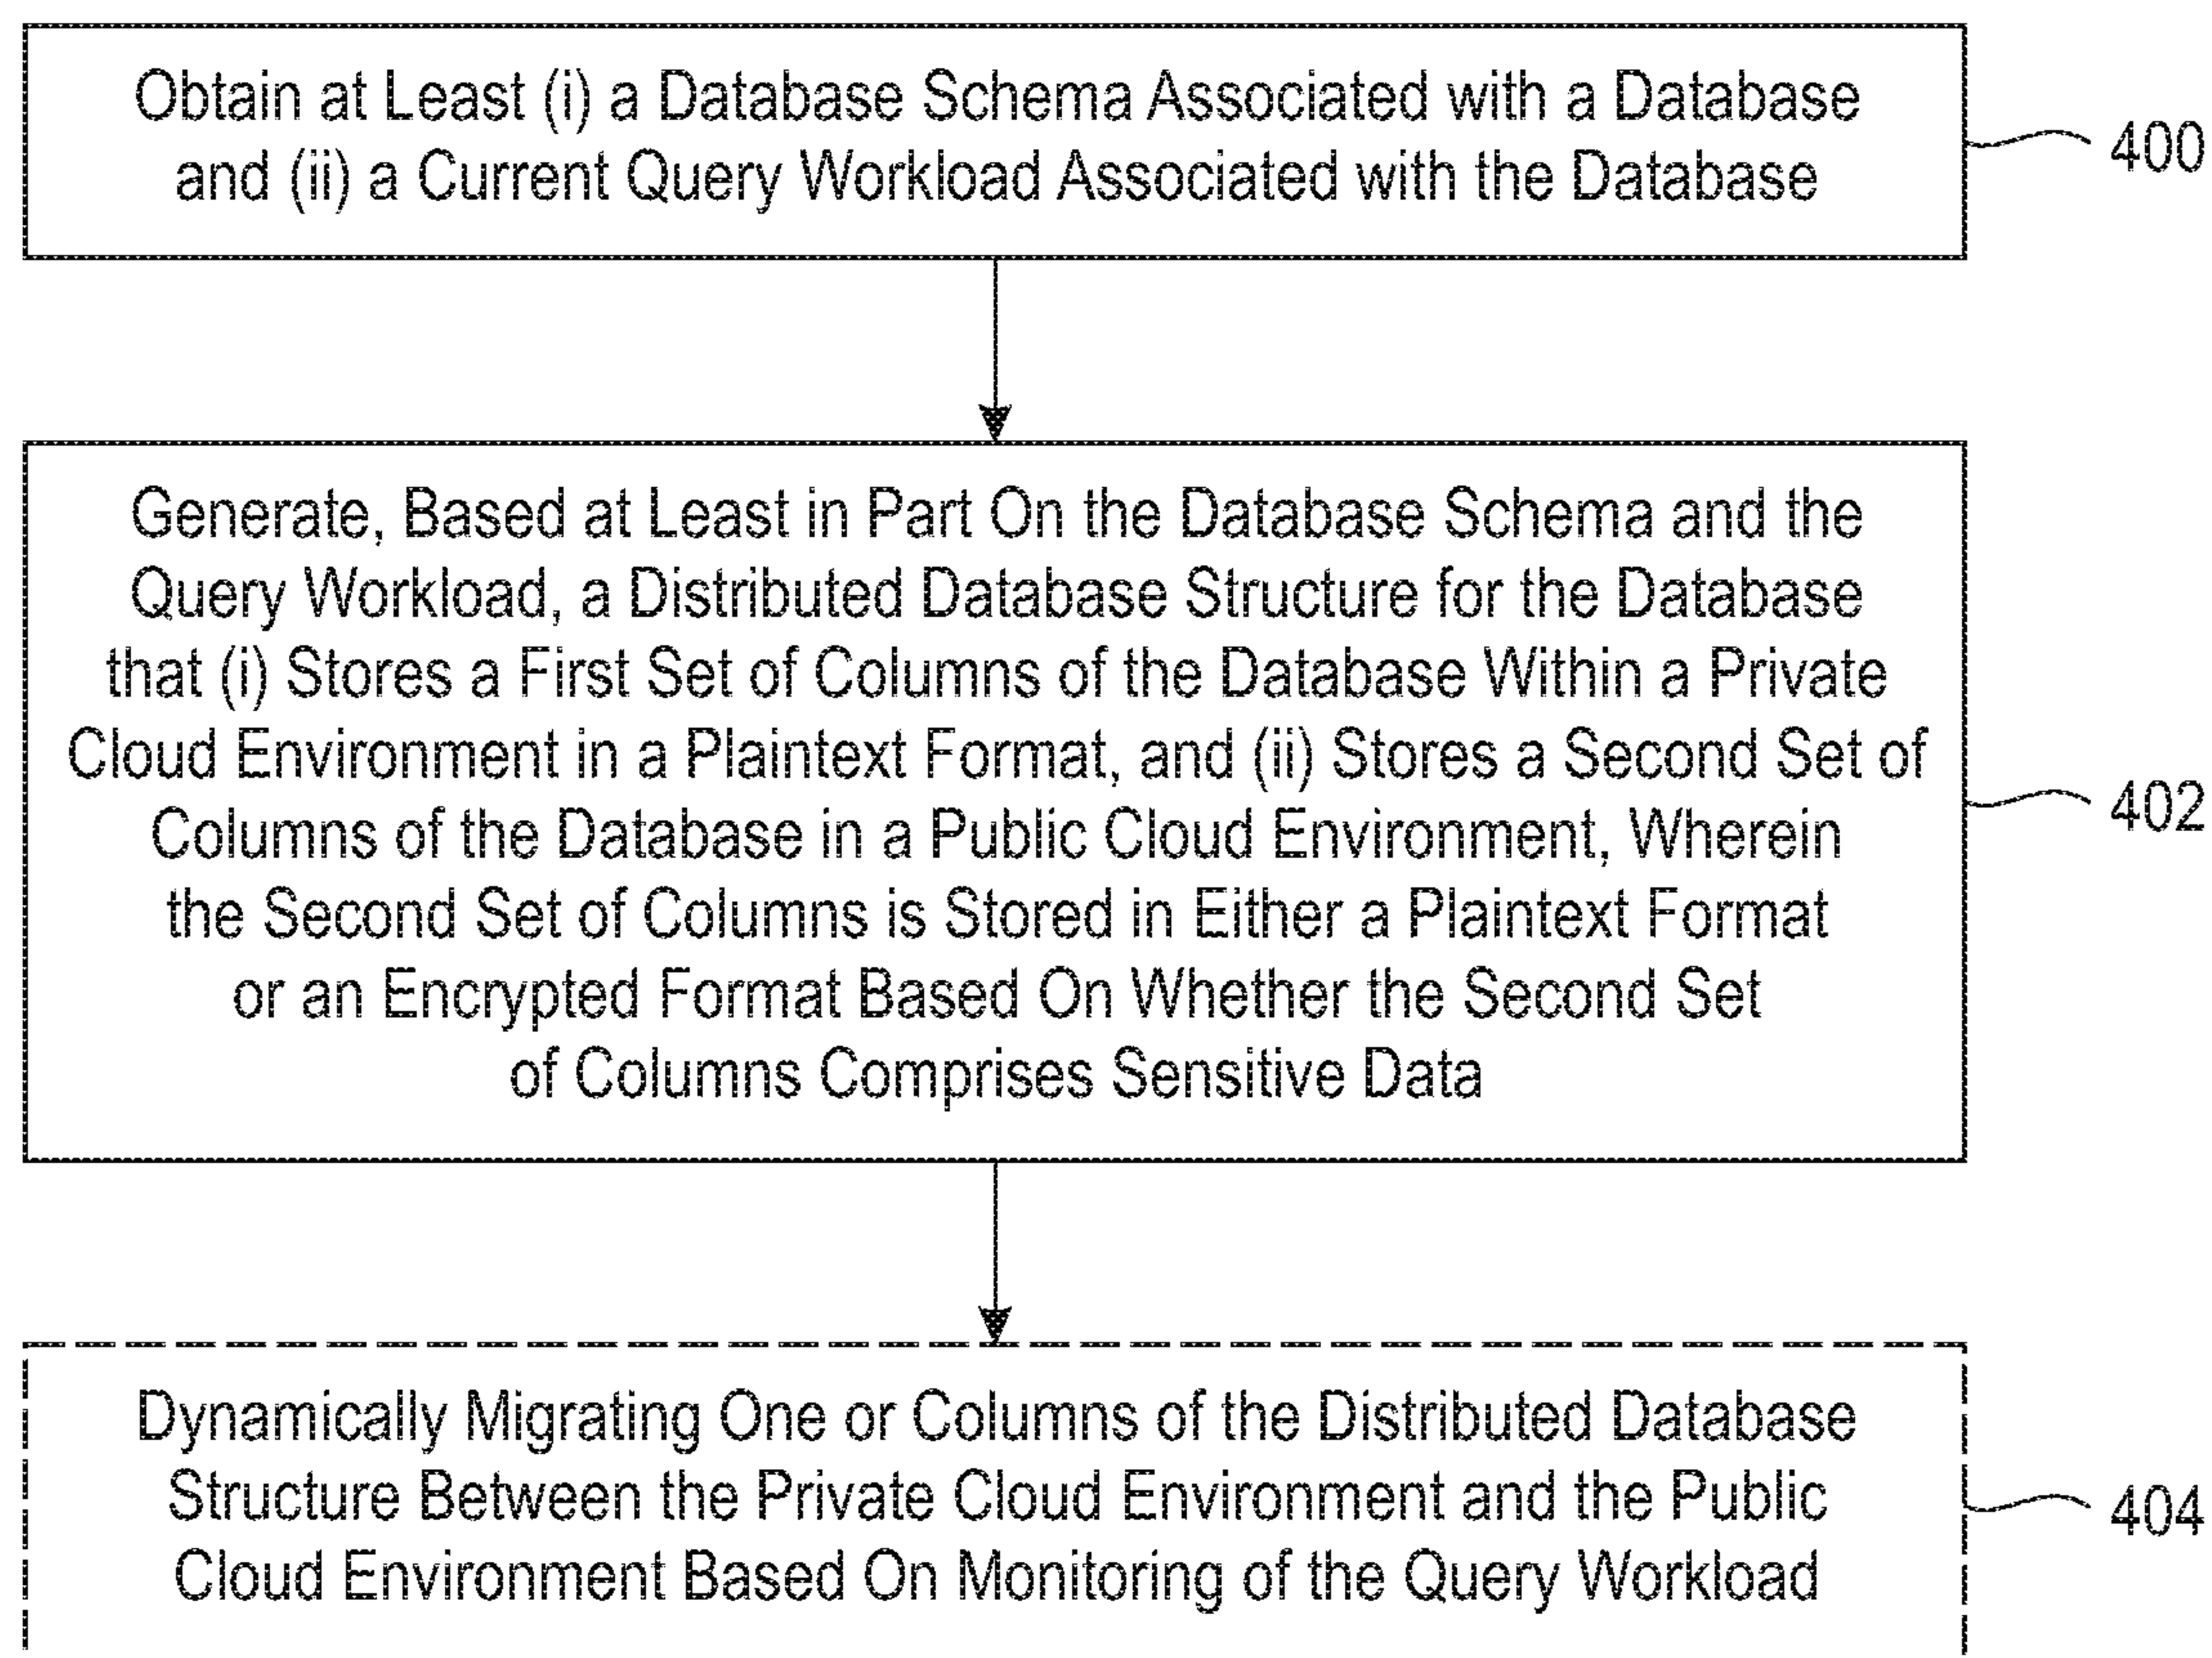 Obtain at Least (i) a Database Schema Associated with a Database
and (ii) a Current Query Workload Associated with the Database
400
Generate, Based at Least in Part On the Database Schema and the
Query Workload, a Distributed Database Structure for the Database
that (i) Stores a First Set of Columns of the Database Within a Private
Cloud Environment in a Plaintext Format, and (ii) Stores a Second Set of
Columns of the Database in a Public Cloud Environment, Wherein
the Second Set of Columns is Stored in Either a Plaintext Format
or an Encrypted Format Based On Whether the Second Set
of Columns Comprises Sensitive Data
402
Dynamically Migrating One or Columns of the Distributed Database
Structure Between the Private Cloud Environment and the Public
Cloud Environment Based On Monitoring of the Query Workload
404